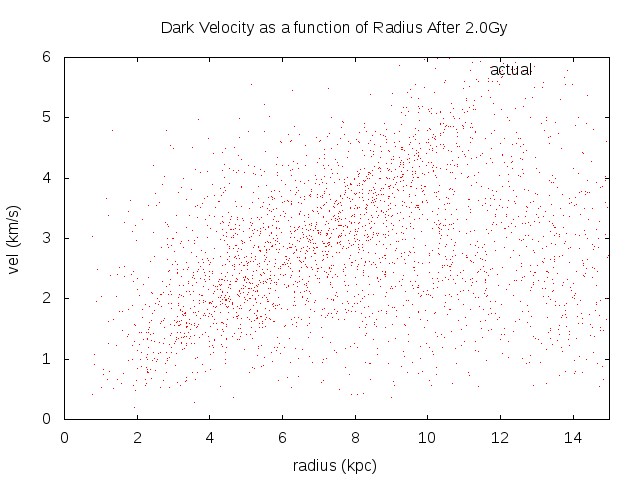 Dark Velocity as a function of Radius After 2.0Gy
actual
vel (km/s)
6
5
4
3
2
1
0
0 2 4 6 8 10 12 14
radius (kpc)